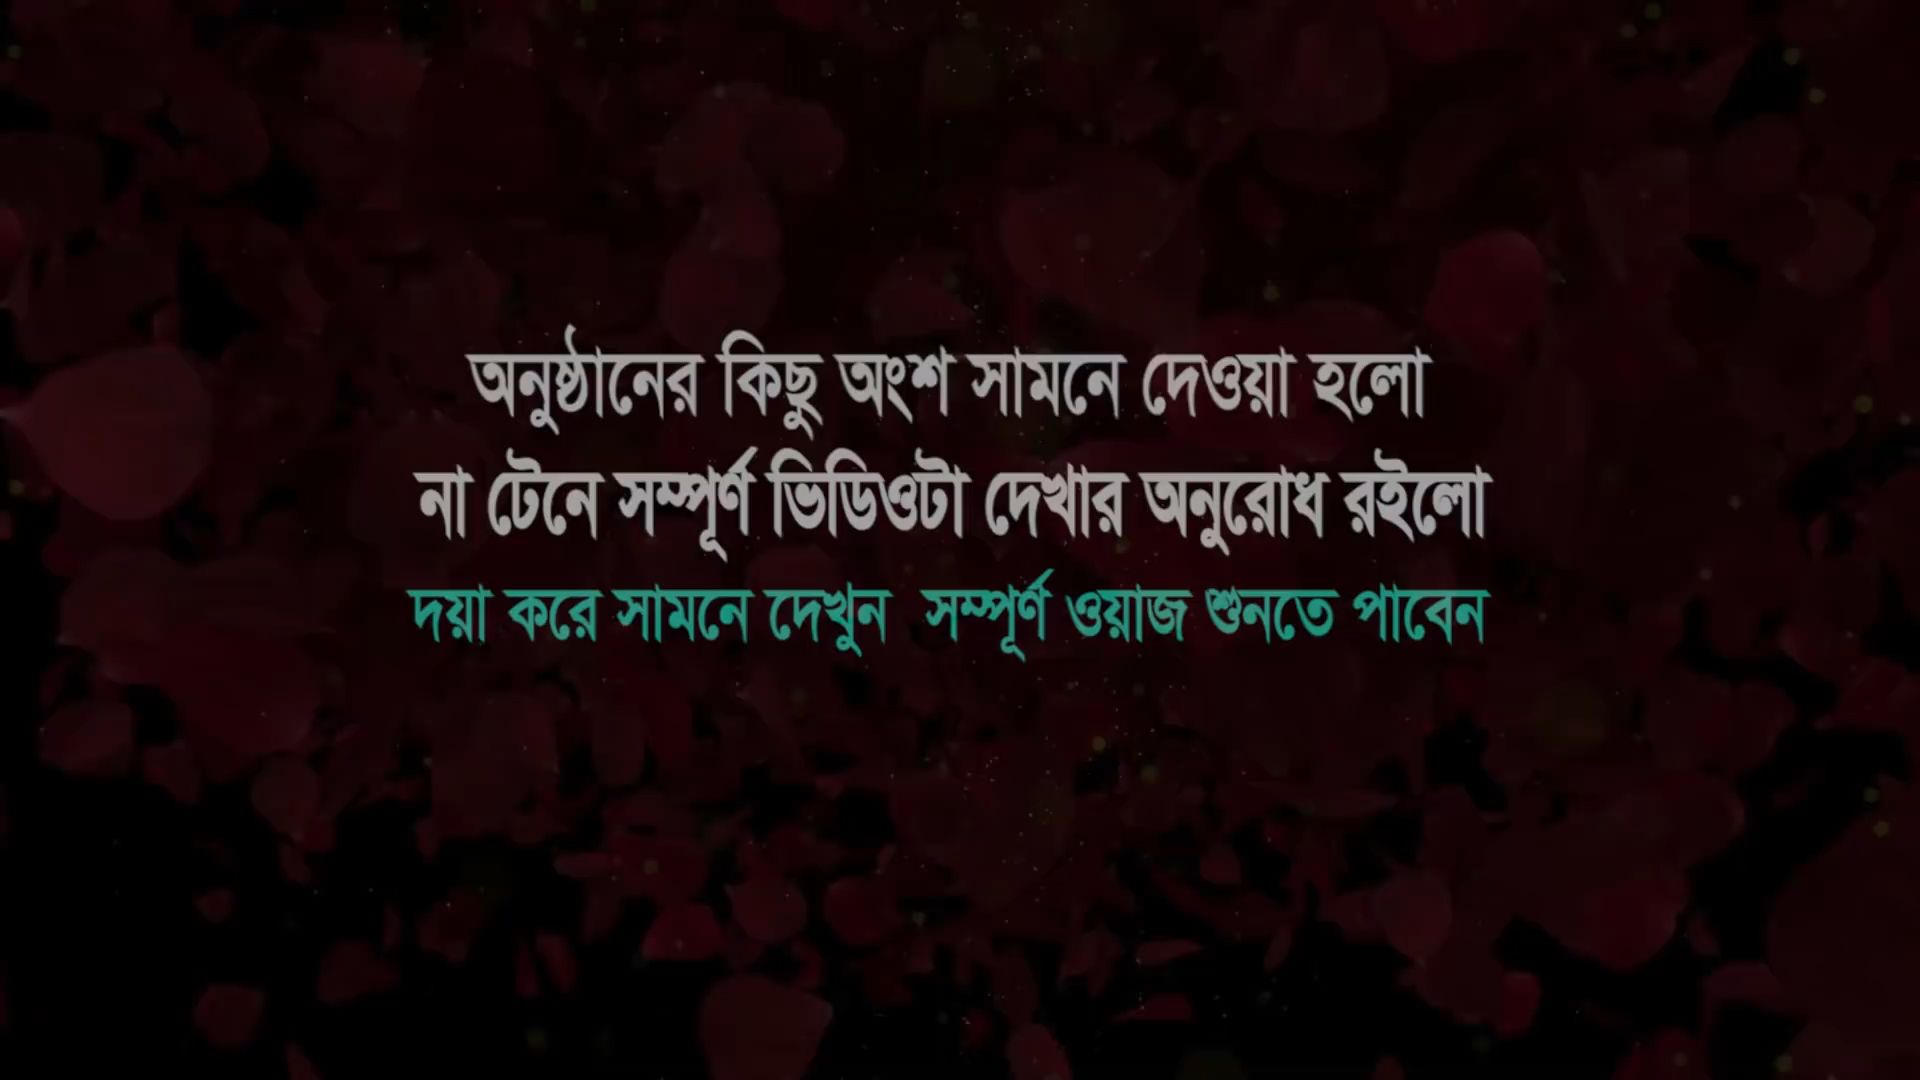 অনুষ্ঠানের কিছু অংশ সামনে দেওয়া হলো
না টেনে সম্পূর্ণ ভিডিওটা দেখার অনুরোধ রইলো
দয়া করে সামনে দেখুন  সম্পূর্ণ ওয়াজ শুনতে পাবেন